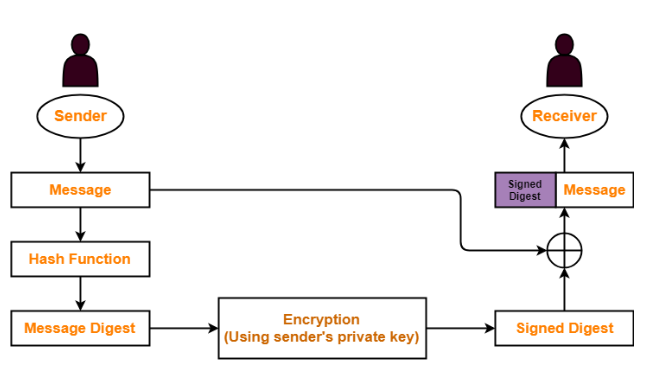 Sender
Receiver
Message
Signed
Digest
Message
Hash Function
Message Digest
Encryption
(Using sender's private key)
Signed Digest